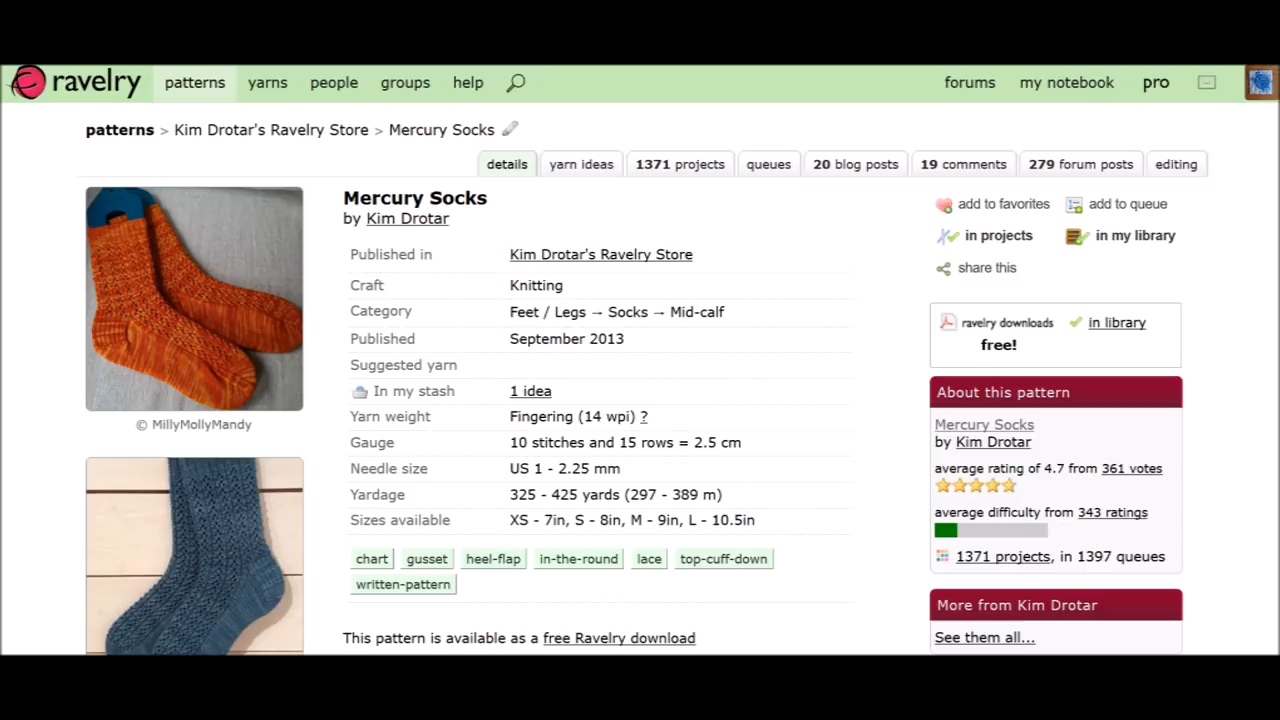 ravelry patterns yarns people groups help forums my notebook pro
patterns > Kim Drotar's Ravelry Store > Mercury Socks
details yarn ideas 1371 projects queues 20 blog posts 19 comments 279 forum posts editing
© MillyMollyMandy
Mercury Socks
by Kim Drotar
Published in Kim Drotar's Ravelry Store
Craft Knitting
Category Feet / Legs → Socks → Mid-calf
Published September 2013
Suggested yarn
In my stash 1 idea
Yarn weight Fingering (14 wpi) ?
Gauge 10 stitches and 15 rows = 2.5 cm
Needle size US 1 - 2.25 mm
Yardage 325 - 425 yards (297 - 389 m)
Sizes available XS - 7in, S - 8in, M - 9in, L - 10.5in
chart gusset heel-flap in-the-round lace top-cuff-down
written-pattern
This pattern is available as a free Ravelry download
add to favorites add to queue
in projects in my library
share this
ravelry downloads in library
free!
About this pattern
Mercury Socks
by Kim Drotar
average rating of 4.7 from 361 votes
average difficulty from 343 ratings
1371 projects, in 1397 queues
More from Kim Drotar
See them all...